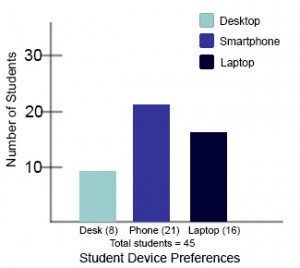 Desktop
Smartphone
Laptop
Number of Students
30
20
10
Desk (8) Phone (21) Laptop (16)
Total students = 45
Student Device Preferences